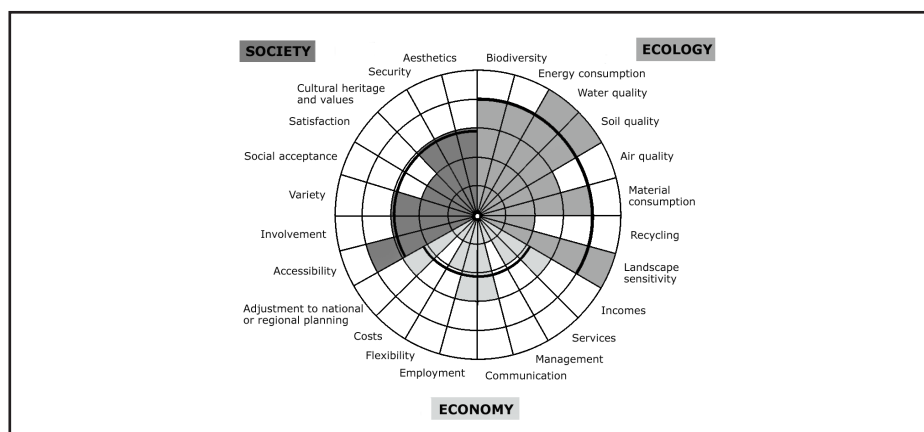 SOCIETY
ECOLOGY
Aesthetics
Biodiversity
Security
Energy consumption
Cultural heritage
and values
Water quality
Satisfaction
Soil quality
Social acceptance
Air quality
Variety
Material
consumption
Involvement
Recycling
Accessibility
Landscape
sensitivity
Adjustment to national
or regional planning
Incomes
Costs
Services
Flexibility
Management
Employment
Communication
ECONOMY